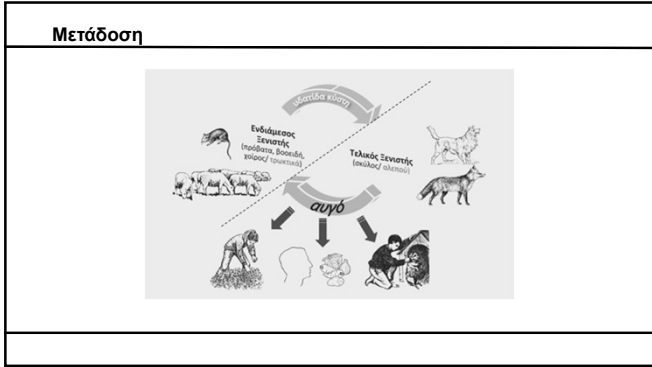 Μετάδοση
υδατίδα κύστη
Ενδιάμεσος
Ξενιστής
(πρόβατα, βοοειδή,
χοίρος/ τρωκτικά)
Τελικός Ξενιστής
(σκύλος/ αλεπού)
αυγό